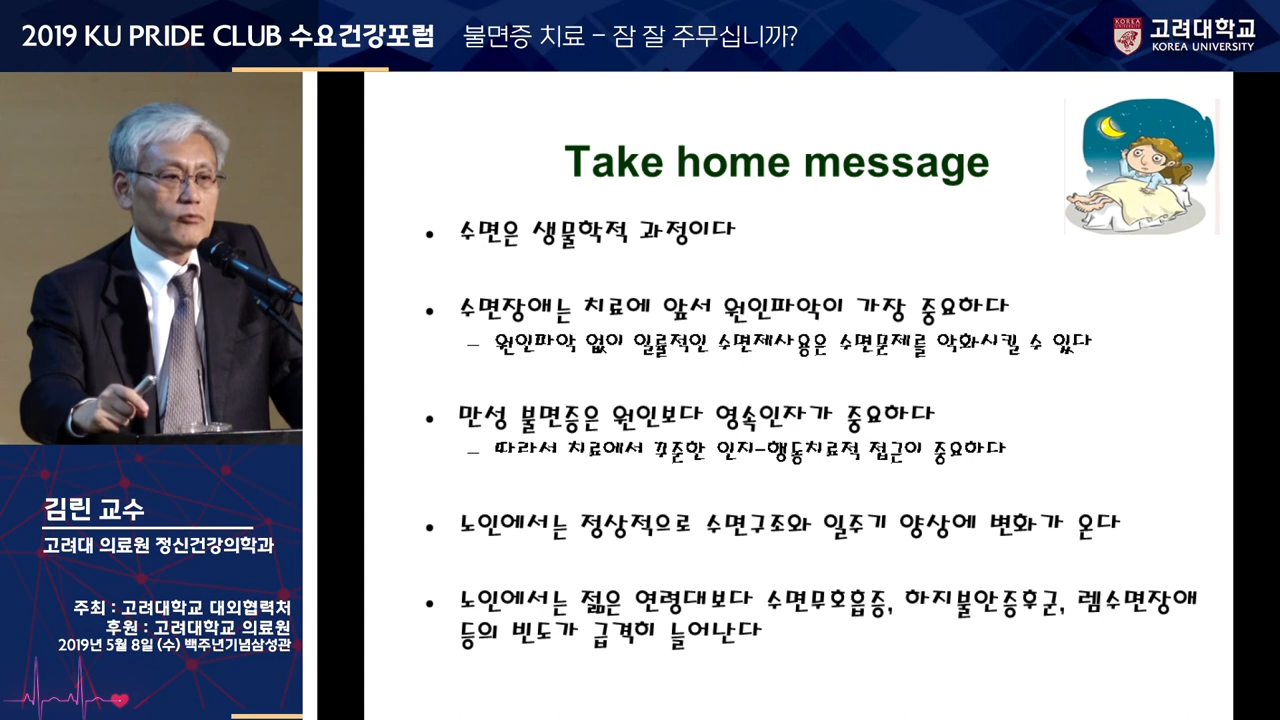 2019 KU PRIDE CLUB 수요건강포럼 불면증 치료 – 잠 잘 주무십니까?
KOREA
고려대학교
KOREA UNIVERSITY
Take home message
• 수면은 생물학적 과정이다
• 수면장애는 치료에 앞서 원인파악이 가장 중요하다
– 원인파악 없이 일률적인 수면제사용은 수면문제를 악화시킬 수 있다
• 만성 불면증은 원인보다 영속인자가 중요하다
– 따라서 치료에서 꾸준한 인지-행동치료적 접근이 중요하다
• 노인에서는 정상적으로 수면구조와 일주기 양상에 변화가 온다
• 노인에서는 젊은 연령대보다 수면무호흡증, 하지불안증후군, 렘수면장애
등의 빈도가 급격히 늘어난다
김린 교수
고려대 의료원 정신건강의학과
주최 : 고려대학교 대외협력처
후원 : 고려대학교 의료원
2019년 5월 8일 (수) 백주년기념삼성관